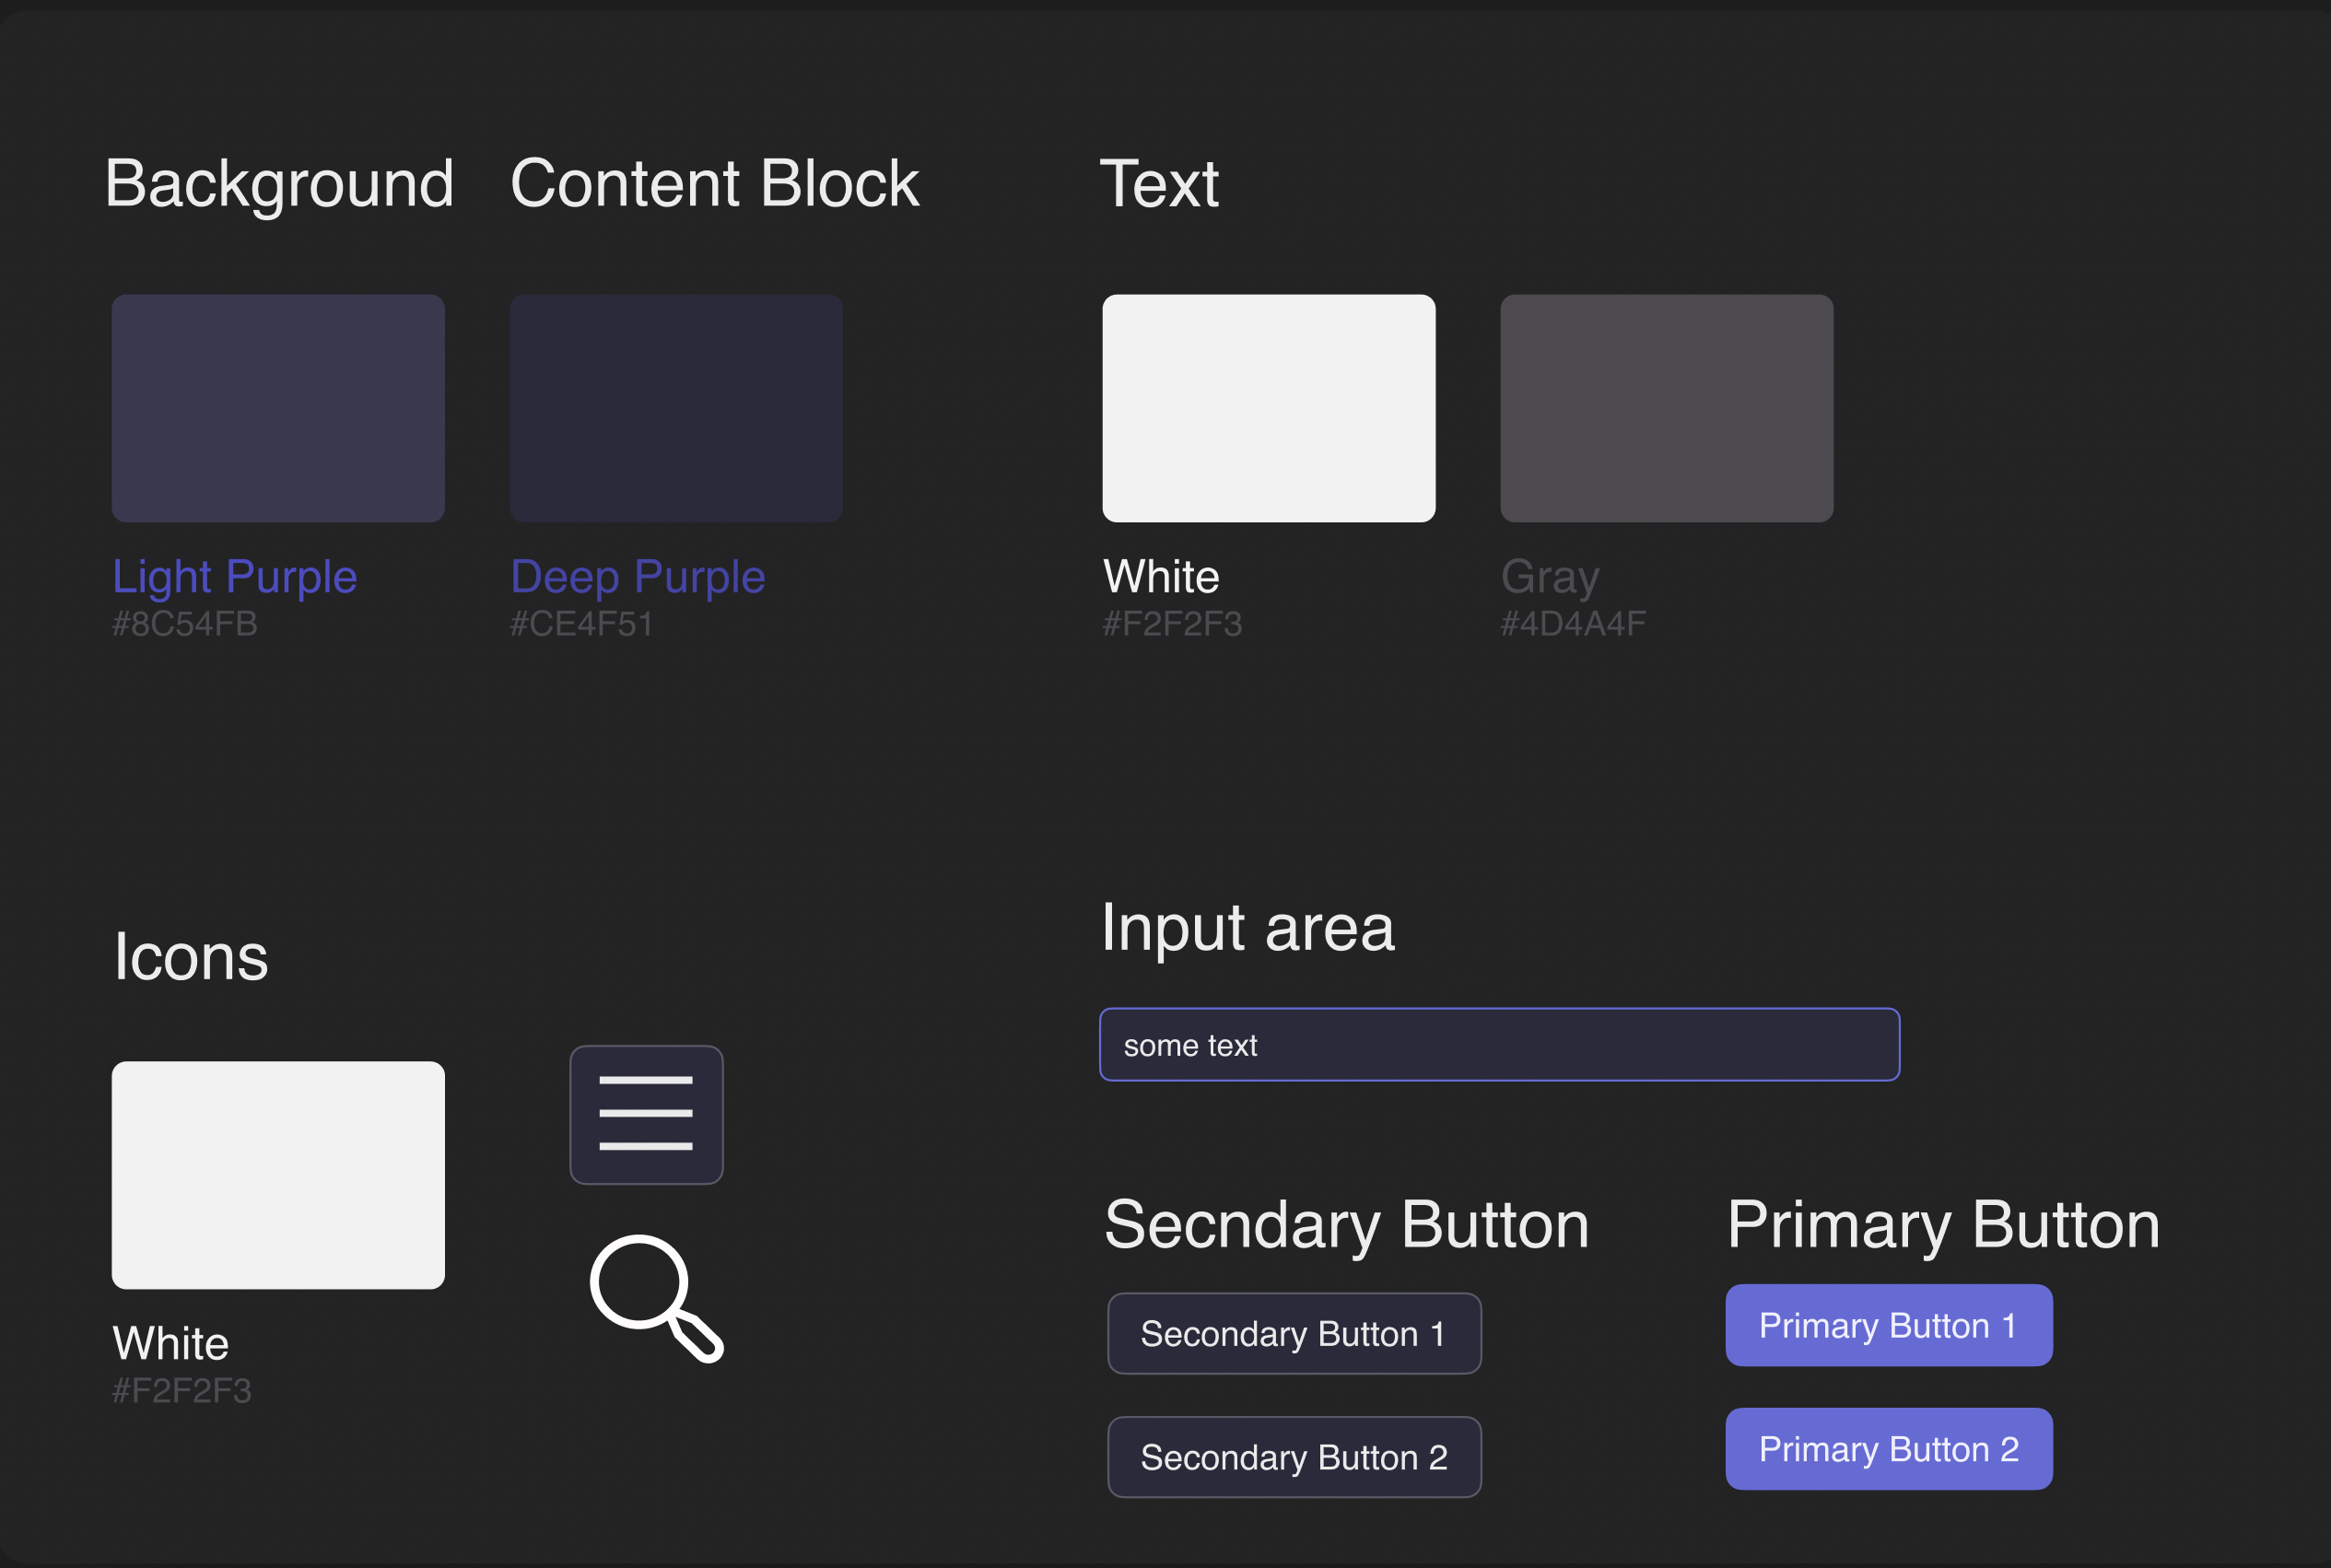 Background
Content Block
Text
Light Purple
#8C54FB
Deep Purple
#CE4F51
White
#F2F2F3
Gray
#4D4A4F
Icons
White
#F2F2F3
Input area
some text
Secondary Button
Secondary Button 1
Secondary Button 2
Primary Button
Primary Button 1
Primary Button 2